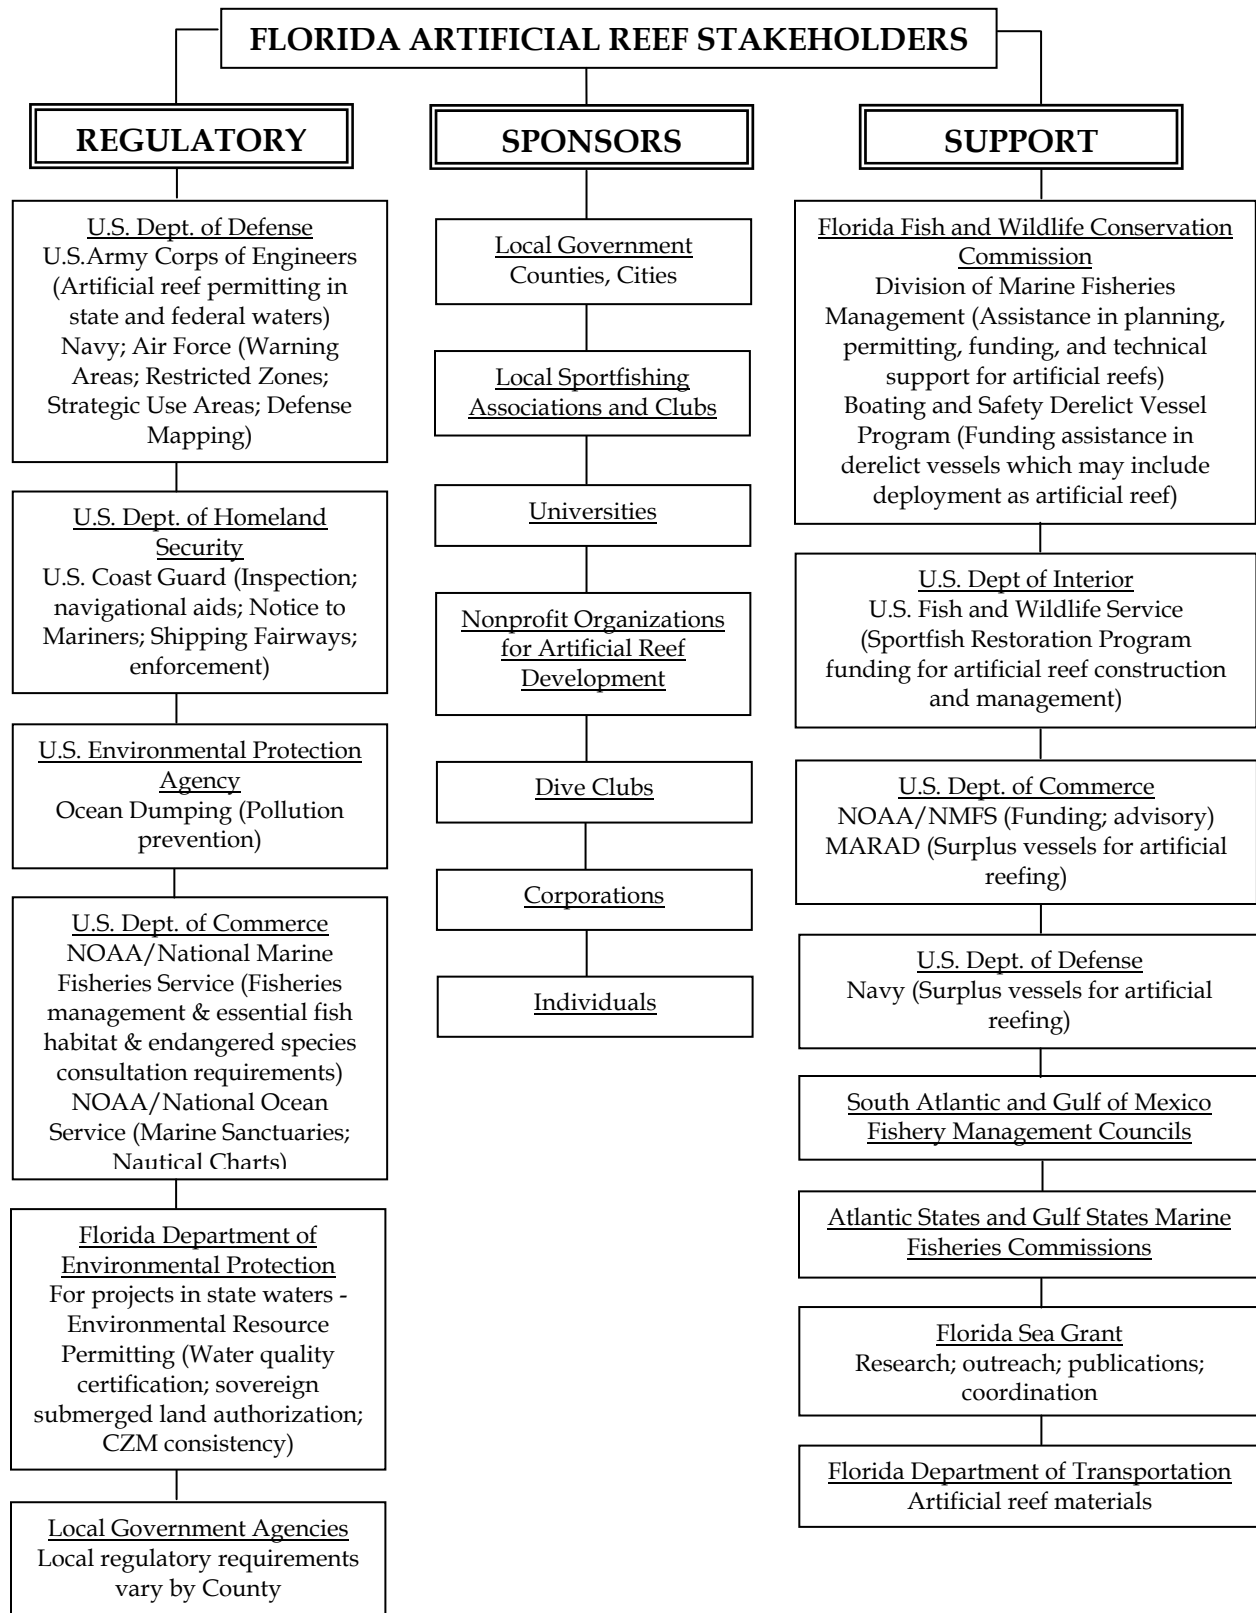 FLORIDA ARTIFICIAL REEF STAKEHOLDERS
REGULATORY
U.S. Dept. of Defense
U.S.Army Corps of Engineers
(Artificial reef permitting in
state and federal waters)
Navy; Air Force (Warning
Areas; Restricted Zones;
Strategic Use Areas; Defense
Mapping)
U.S. Dept. of Homeland
Security
U.S. Coast Guard (Inspection;
navigational aids; Notice to
Mariners; Shipping Fairways;
enforcement)
U.S. Environmental Protection
Agency
Ocean Dumping (Pollution
prevention)
U.S. Dept. of Commerce
NOAA/National Marine
Fisheries Service (Fisheries
management & essential fish
habitat & endangered species
consultation requirements)
NOAA/National Ocean
Service (Marine Sanctuaries;
Nautical Charts)
Florida Department of
Environmental Protection
For projects in state waters -
Environmental Resource
Permitting (Water quality
certification; sovereign
submerged land authorization;
CZM consistency)
Local Government Agencies
Local regulatory requirements
vary by County
SPONSORS
Local Government
Counties, Cities
Local Sportfishing
Associations and Clubs
Universities
Nonprofit Organizations
for Artificial Reef
Development
Dive Clubs
Corporations
Individuals
SUPPORT
Florida Fish and Wildlife Conservation
Commission
Division of Marine Fisheries
Management (Assistance in planning,
permitting, funding, and technical
support for artificial reefs)
Boating and Safety Derelict Vessel
Program (Funding assistance in
derelict vessels which may include
deployment as artificial reef)
U.S. Dept of Interior
U.S. Fish and Wildlife Service
(Sportfish Restoration Program
funding for artificial reef construction
and management)
U.S. Dept. of Commerce
NOAA/NMFS (Funding; advisory)
MARAD (Surplus vessels for artificial
reefing)
U.S. Dept. of Defense
Navy (Surplus vessels for artificial
reefing)
South Atlantic and Gulf of Mexico
Fishery Management Councils
Atlantic States and Gulf States Marine
Fisheries Commissions
Florida Sea Grant
Research; outreach; publications;
coordination
Florida Department of Transportation
Artificial reef materials